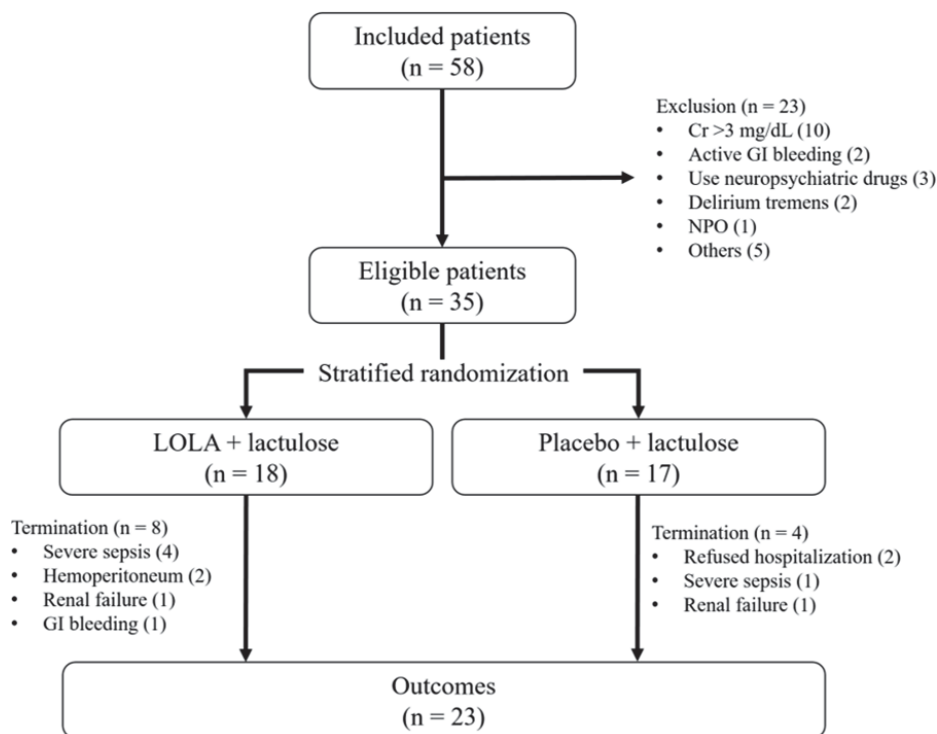 Included patients
(n = 58)
Exclusion (n = 23)
• Cr >3 mg/dL (10)
• Active GI bleeding (2)
• Use neuropsychiatric drugs (3)
• Delirium tremens (2)
• NPO (1)
• Others (5)
Eligible patients
(n = 35)
Stratified randomization
LOLA + lactulose
(n = 18)
Placebo + lactulose
(n = 17)
Termination (n = 8)
• Severe sepsis (4)
• Hemoperitoneum (2)
• Renal failure (1)
• GI bleeding (1)
Termination (n = 4)
• Refused hospitalization (2)
• Severe sepsis (1)
• Renal failure (1)
Outcomes
(n = 23)